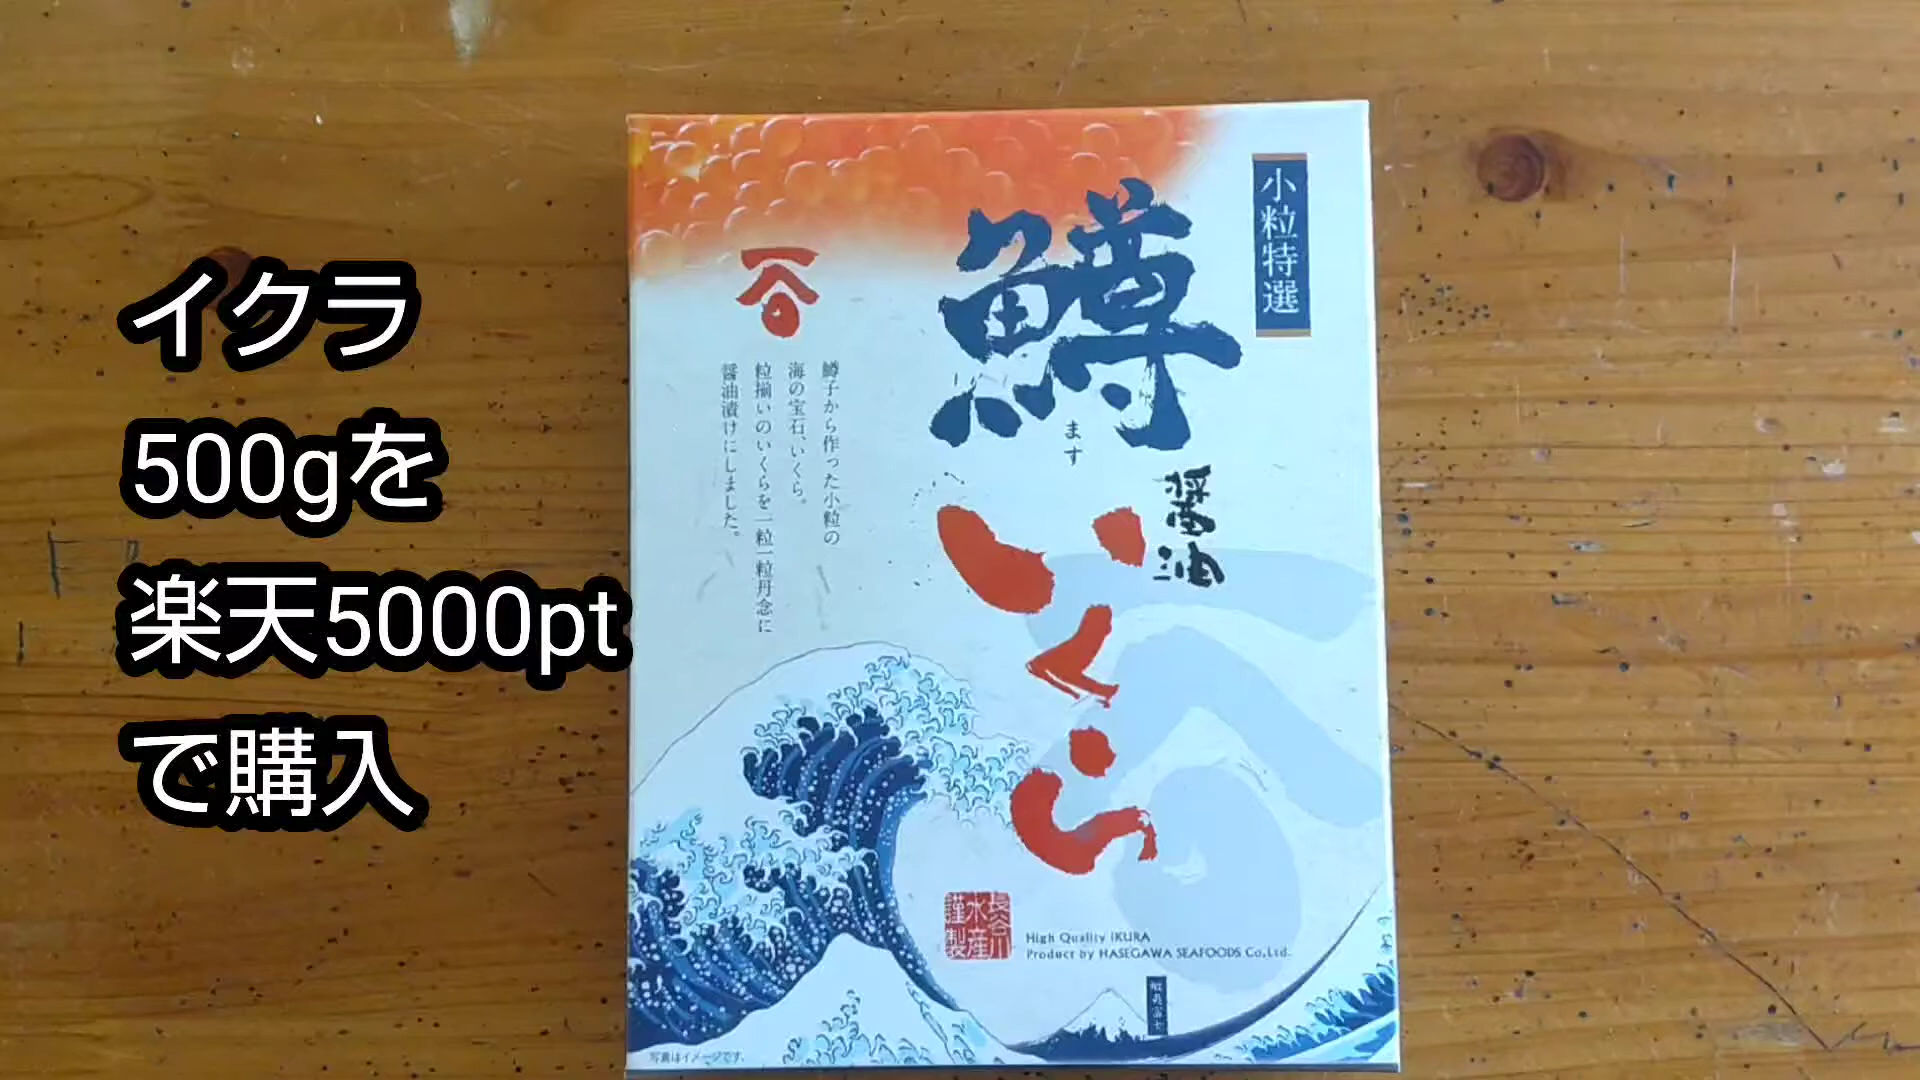 イクラ
500gを
楽天5000pt
で購入
小粒特選
鱒
ます
醤油
いくら
鱒子から作った小粒の
海の宝石、いくら。
粒揃いのいくらを一粒一粒丹念に
醤油漬けにしました。
長谷川
水産
謹製
High Quality IKURA
Product by HASEGAWA SEAFOODS Co.,Ltd.
写真はイメージです。